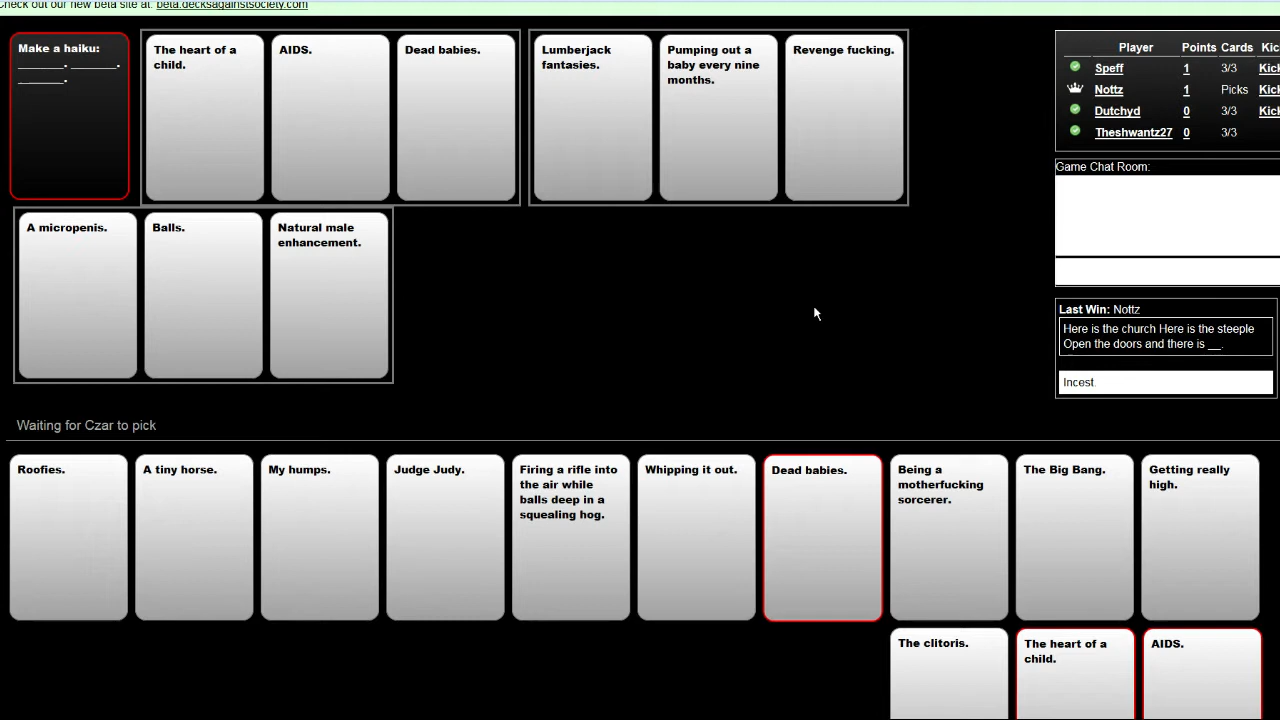 Check out our new beta site at: beta.decksagainstsociety.com
Make a haiku:
_______. _______.
_______.
The heart of a
child.
AIDS.
Dead babies.
Lumberjack
fantasies.
Pumping out a
baby every nine
months.
Revenge fucking.
A micropenis.
Balls.
Natural male
enhancement.
Player Points Cards Kic
Speff 1 3/3 Kick
Nottz 1 Picks Kick
Dutchyd 0 3/3 Kick
Theshwantz27 0 3/3
Game Chat Room:
Last Win: Nottz
Here is the church Here is the steeple
Open the doors and there is __.
Incest.
Waiting for Czar to pick
Roofies.
A tiny horse.
My humps.
Judge Judy.
Firing a rifle into
the air while
balls deep in a
squealing hog.
Whipping it out.
Dead babies.
Being a
motherfucking
sorcerer.
The Big Bang.
Getting really
high.
The clitoris.
The heart of a
child.
AIDS.